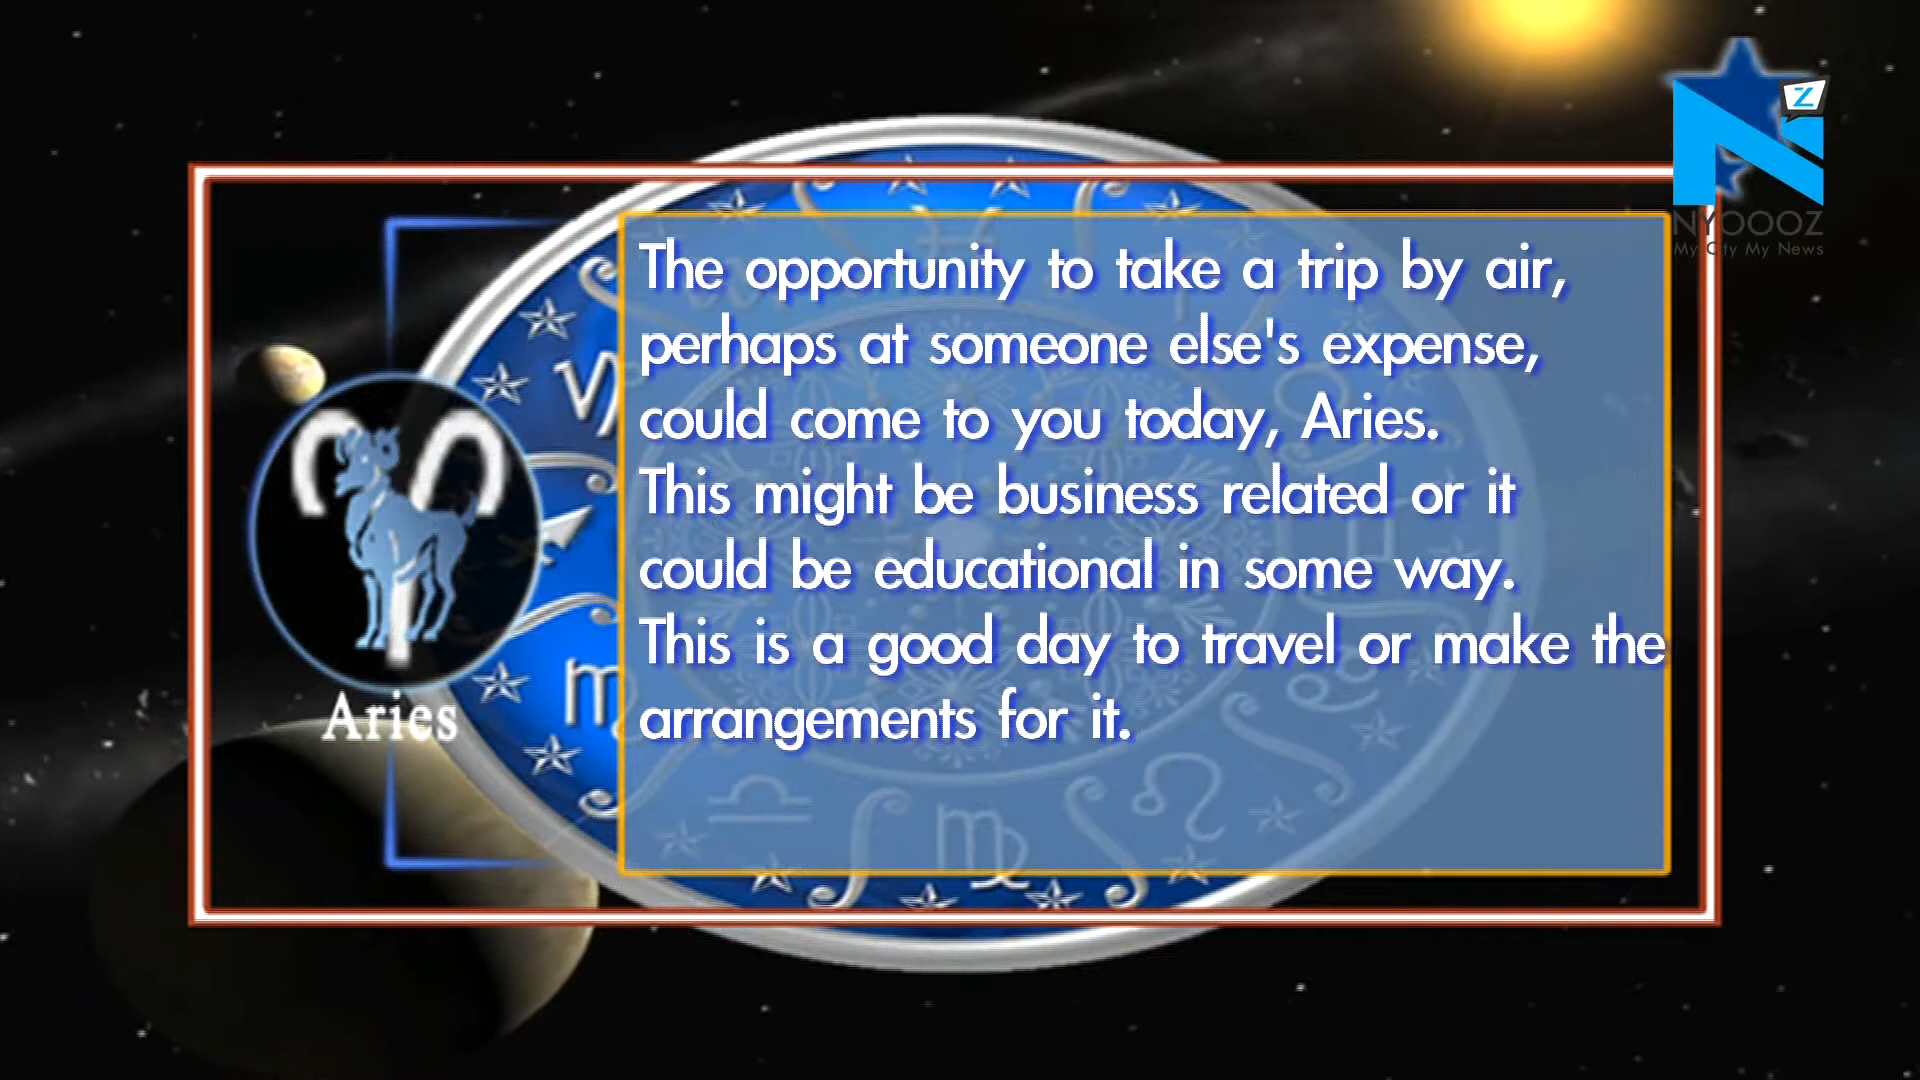 Z
NYOOOZ
My City My News
The opportunity to take a trip by air,
perhaps at someone else's expense,
could come to you today, Aries.
This might be business related or it
could be educational in some way.
This is a good day to travel or make the
arrangements for it.
Aries